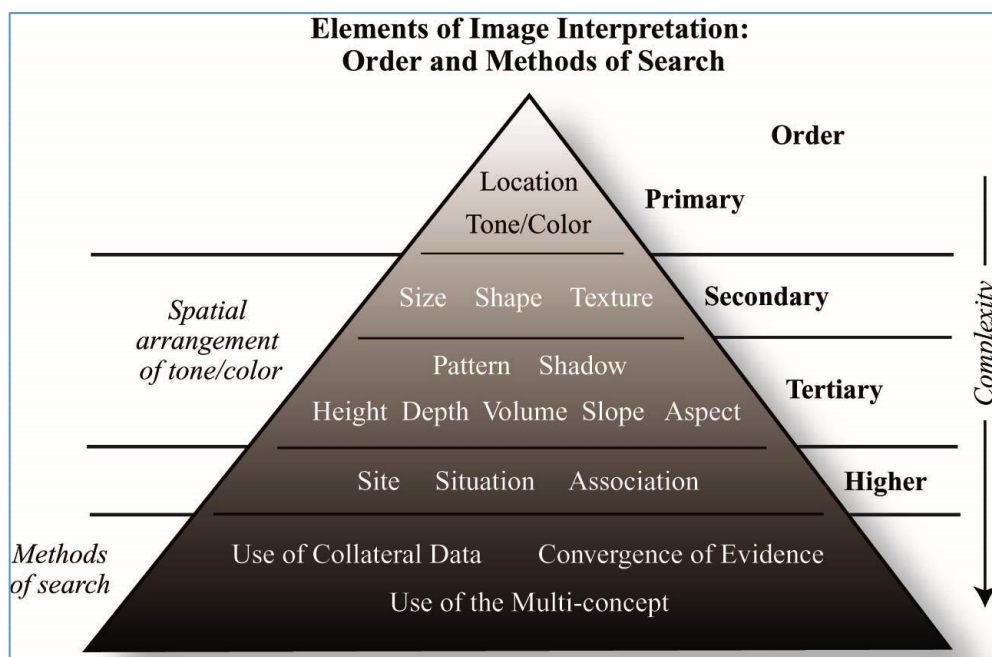 Elements of Image Interpretation:
Order and Methods of Search
Order
Location
Primary
Tone/Color
Size Shape Texture
Secondary
Spatial
arrangement
of tone/color
Pattern Shadow
Tertiary
Height Depth Volume Slope Aspect
Complexity
Site Situation Association
Higher
Methods
of search
Use of Collateral Data Convergence of Evidence
Use of the Multi-concept